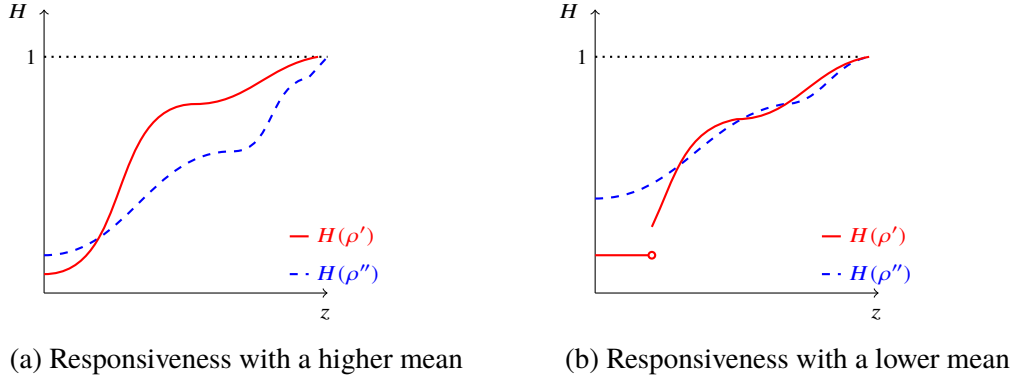 H
1
H(ρ′)
H(ρ″)
z
(a) Responsiveness with a higher mean
H
1
H(ρ′)
H(ρ″)
z
(b) Responsiveness with a lower mean